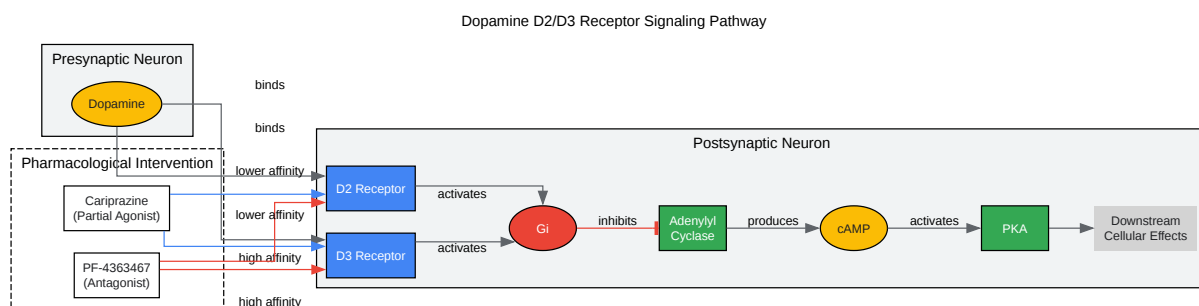 Dopamine D2/D3 Receptor Signaling Pathway
Presynaptic Neuron
Dopamine
binds
binds
Pharmacological Intervention
Cariprazine
(Partial Agonist)
PF-4363467
(Antagonist)
lower affinity
lower affinity
high affinity
high affinity
Postsynaptic Neuron
D2 Receptor
D3 Receptor
activates
activates
Gi
inhibits
Adenylyl
Cyclase
produces
cAMP
activates
PKA
Downstream
Cellular Effects